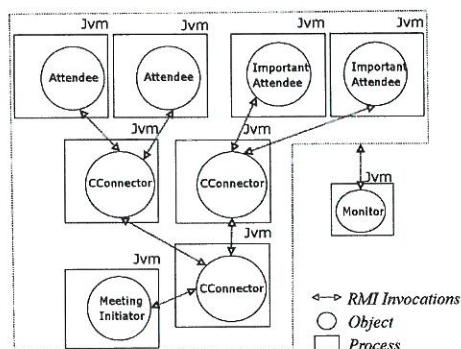 Jvm
Jvm
Jvm
Jvm
Attendee
Attendee
Important
Attendee
Important
Attendee
Jvm
Jvm
CConnector
CConnector
Jvm
Monitor
Jvm
Jvm
CConnector
Meeting
Initiator
RMI Invocations
Object
Process